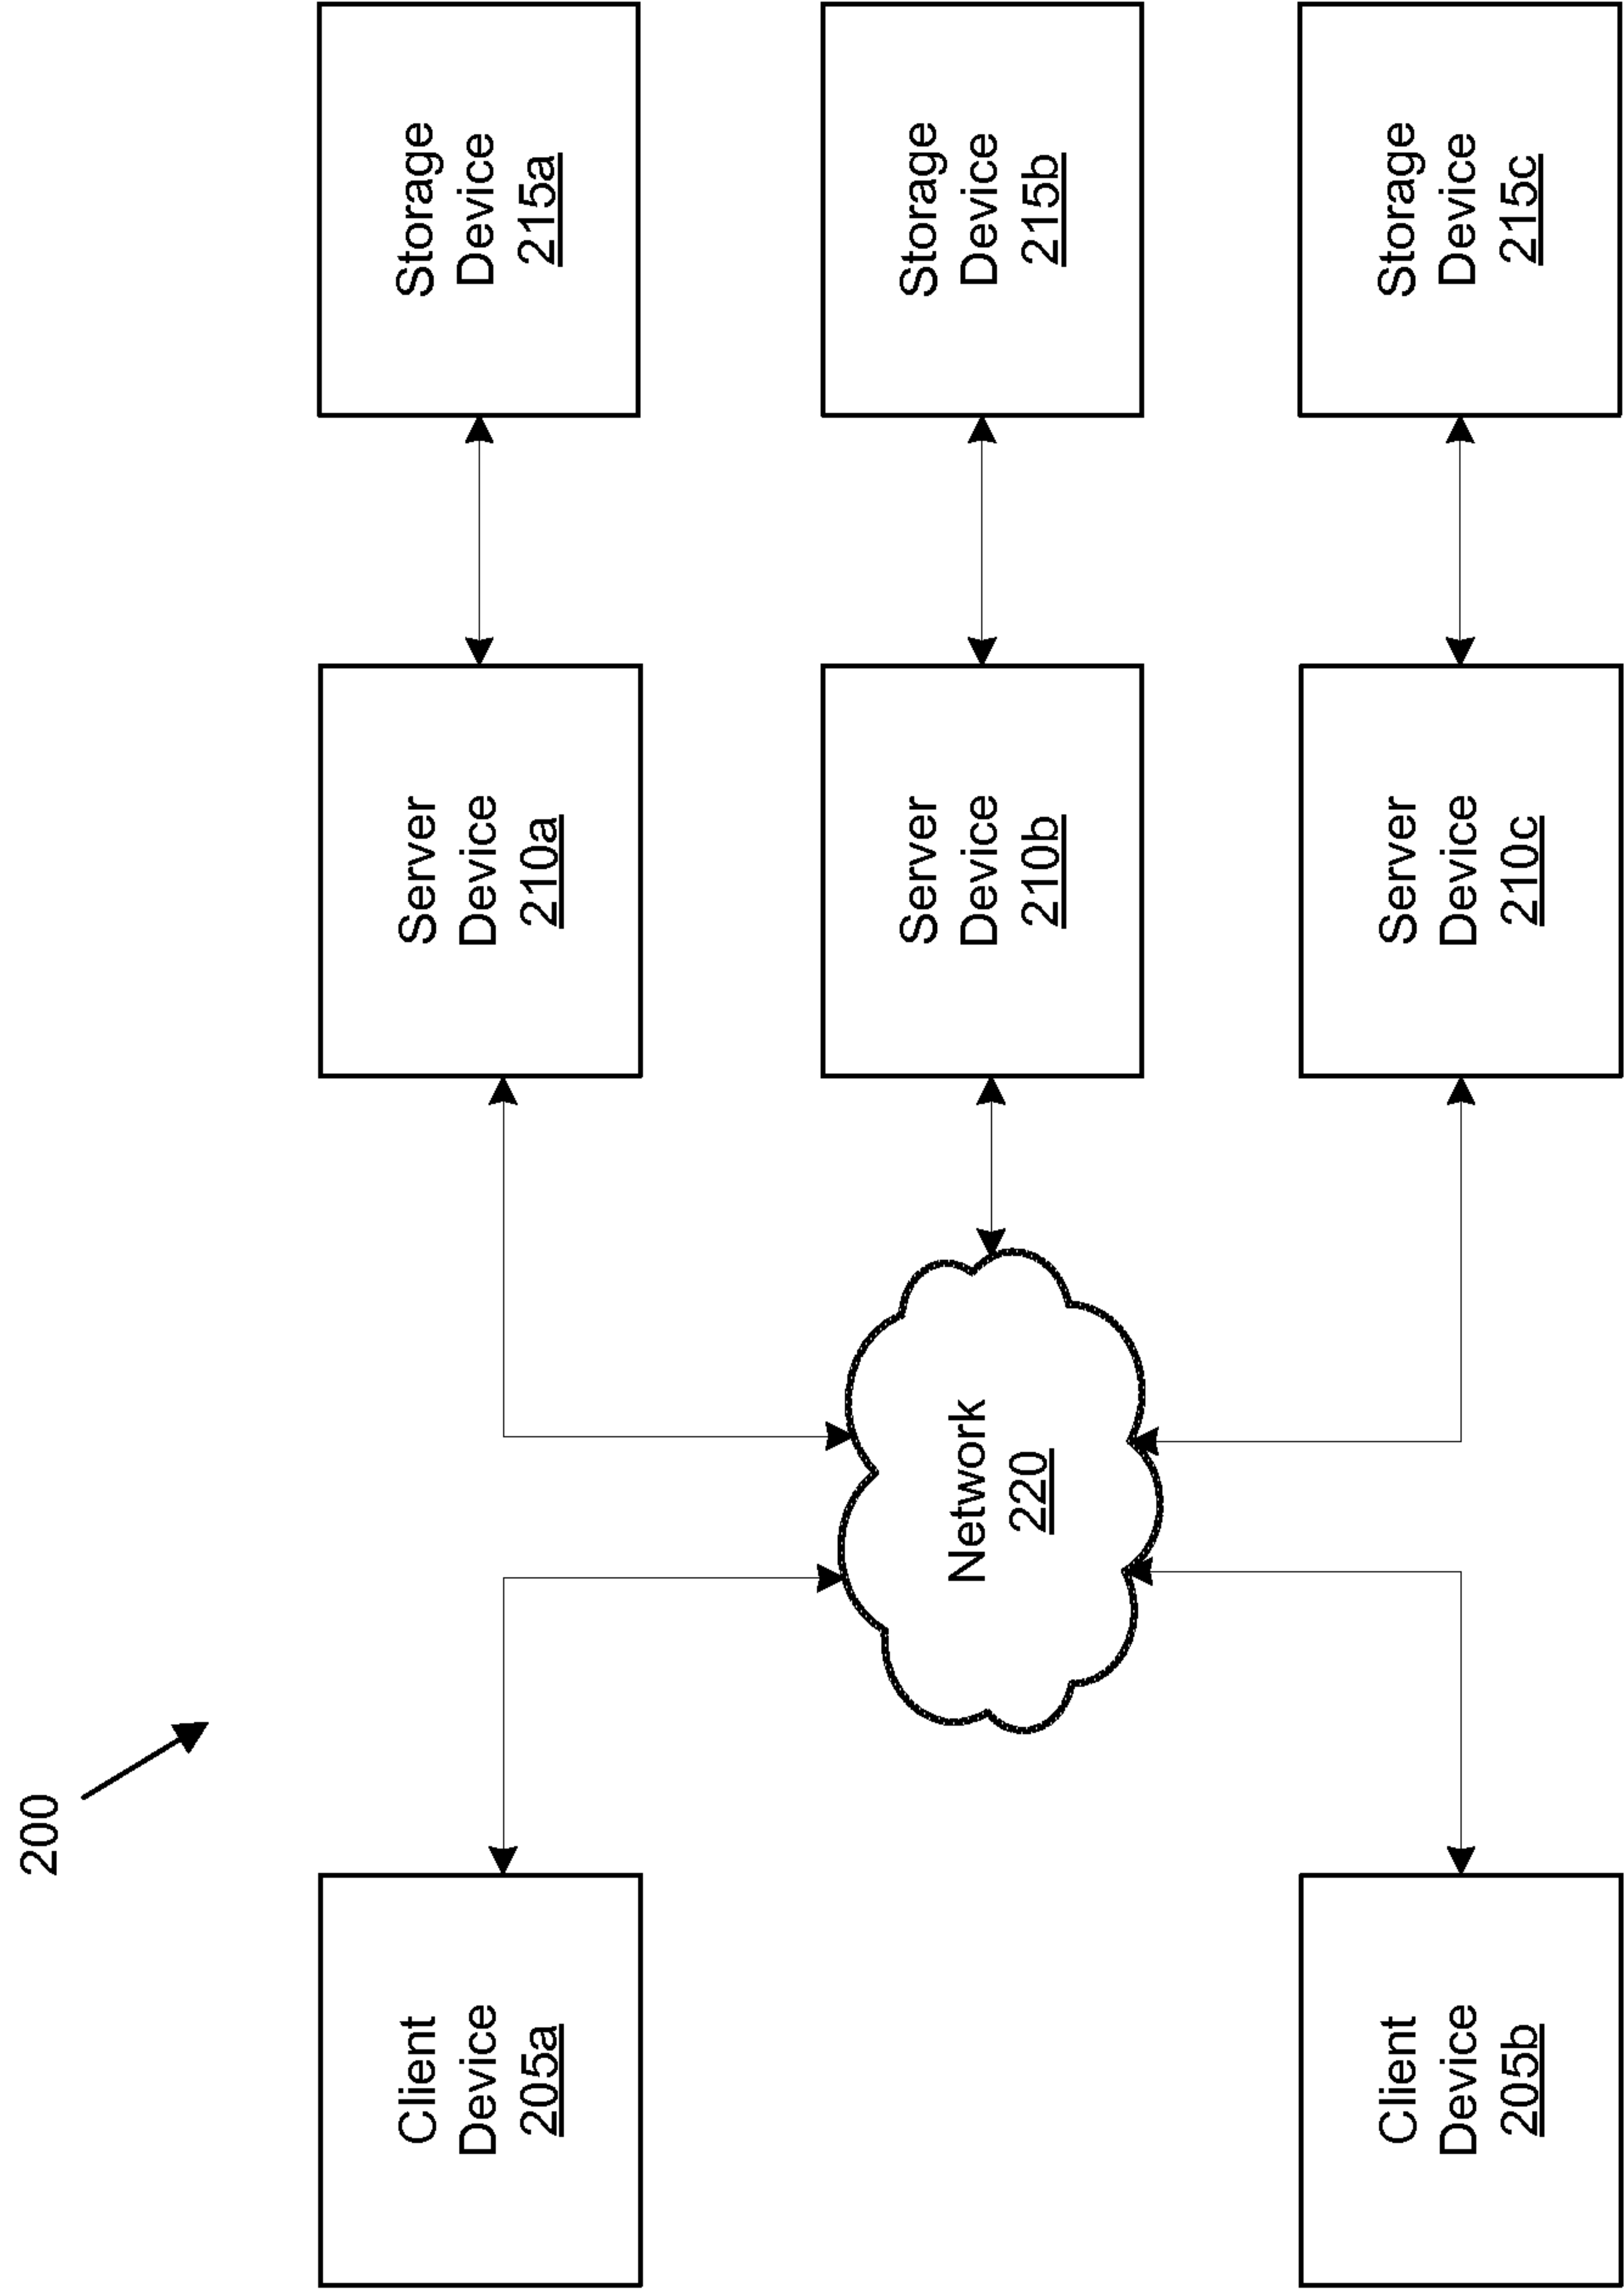 200
Client
Device
205a
Client
Device
205b
Network
220
Server
Device
210a
Server
Device
210b
Server
Device
210c
Storage
Device
215a
Storage
Device
215b
Storage
Device
215c